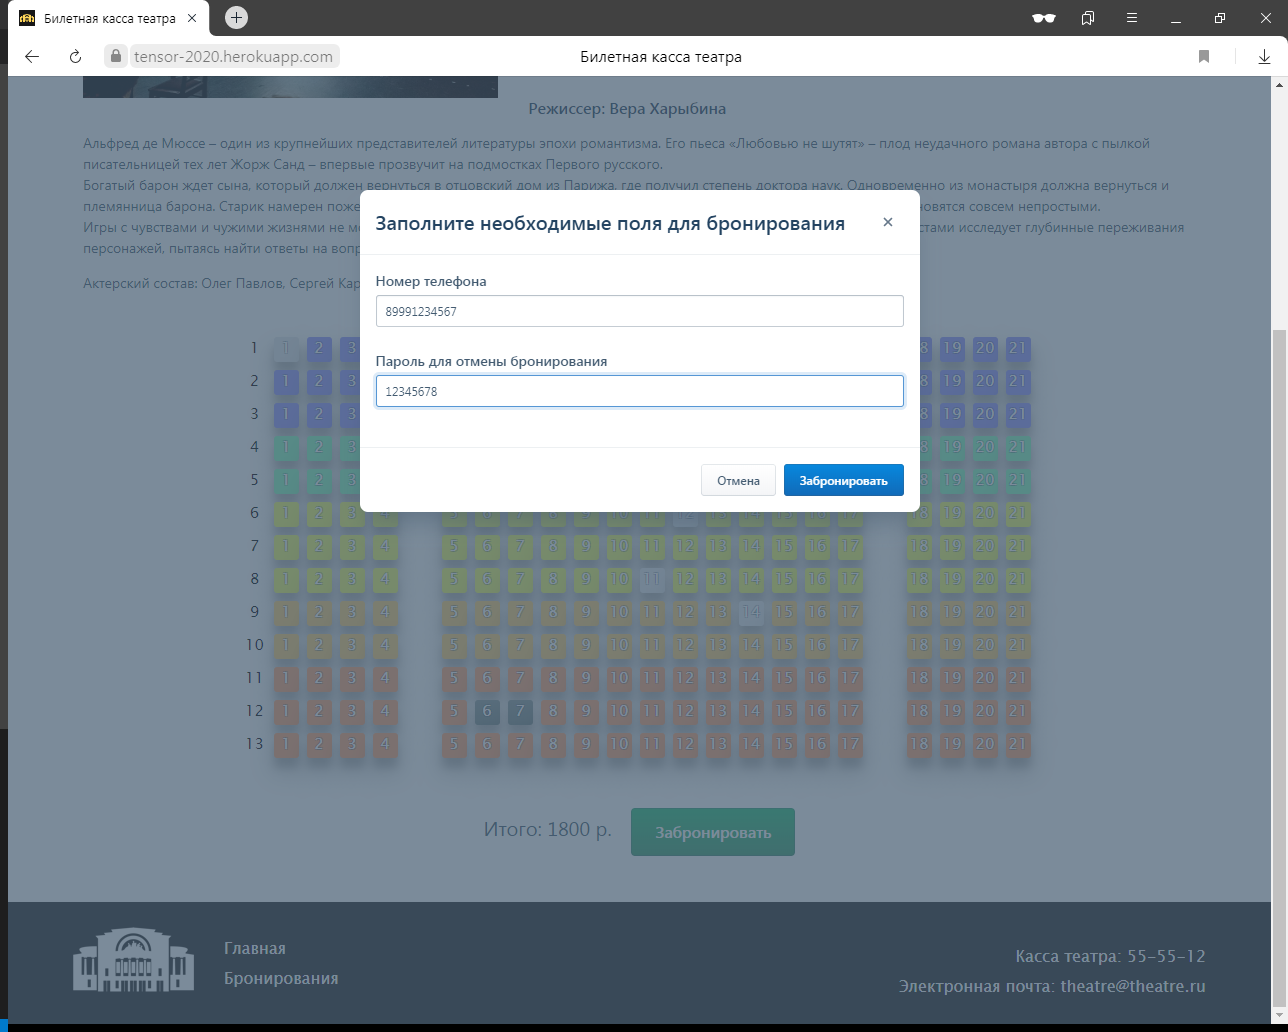 Билетная касса театра
tensor-2020.herokuapp.com
Билетная касса театра
Режиссер: Вера Харыбина
Альфред де Мюссе – один из крупнейших представителей литературы эпохи романтизма. Его пьеса «Любовью не шутят» – плод неудачного романа автора с пылкой
писательницей тех лет Жорж Санд – впервые прозвучит на подмостках Первого русского.
Богатый барон ждет сына, который должен вернуться в отцовский дом из Парижа, где получил степень доктора наук. Одновременно из монастыря должна вернуться и
племянница барона. Старик намерен поже новятся совсем непростыми.
Игры с чувствами и чужими жизнями не м стами исследует глубинные переживания
персонажей, пытаясь найти ответы на вопр
Актерский состав: Олег Павлов, Сергей Кар
Заполните необходимые поля для бронирования
Номер телефона
89991234567
Пароль для отмены бронирования
12345678
Отмена Забронировать
1 1 2 3 8 19 20 21
2 1 2 3 8 19 20 21
3 1 2 3 8 19 20 21
4 1 2 3 8 19 20 21
5 1 2 3 8 19 20 21
6 1 2 3 4 5 6 7 8 9 10 11 12 13 14 15 16 17 18 19 20 21
7 1 2 3 4 5 6 7 8 9 10 11 12 13 14 15 16 17 18 19 20 21
8 1 2 3 4 5 6 7 8 9 10 11 12 13 14 15 16 17 18 19 20 21
9 1 2 3 4 5 6 7 8 9 10 11 12 13 14 15 16 17 18 19 20 21
10 1 2 3 4 5 6 7 8 9 10 11 12 13 14 15 16 17 18 19 20 21
11 1 2 3 4 5 6 7 8 9 10 11 12 13 14 15 16 17 18 19 20 21
12 1 2 3 4 5 6 7 8 9 10 11 12 13 14 15 16 17 18 19 20 21
13 1 2 3 4 5 6 7 8 9 10 11 12 13 14 15 16 17 18 19 20 21
Итого: 1800 р. Забронировать
Главная
Бронирования
Касса театра: 55-55-12
Электронная почта: theatre@theatre.ru